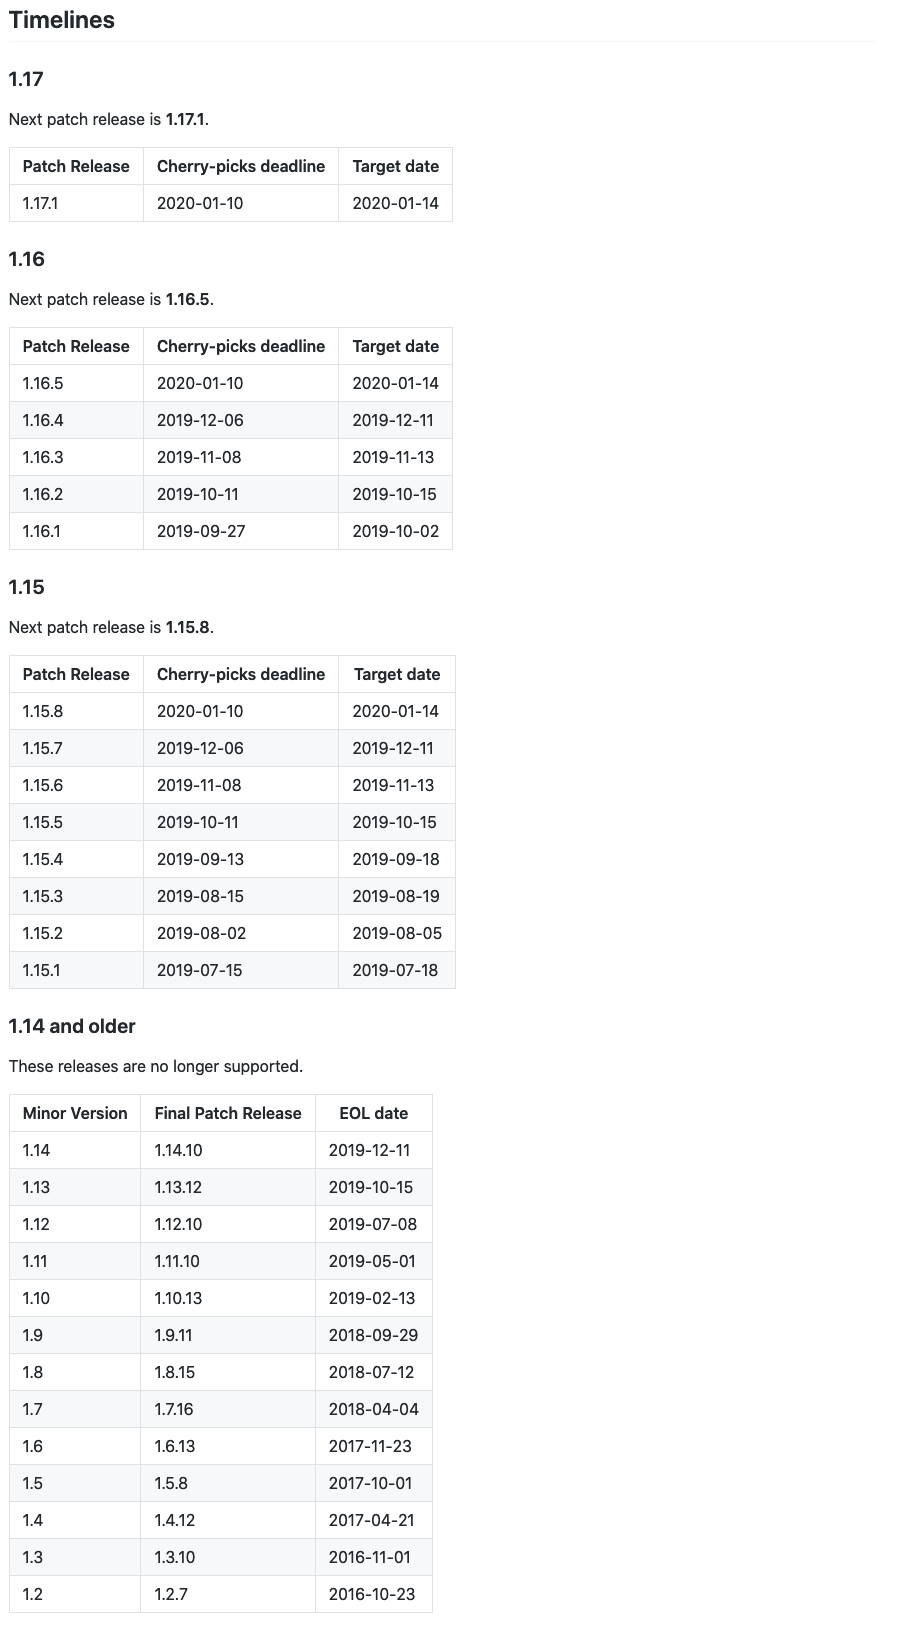 Timelines
1.17
Next patch release is 1.17.1.
Patch Release Cherry-picks deadline Target date
1.17.1 2020-01-10 2020-01-14
1.16
Next patch release is 1.16.5.
Patch Release Cherry-picks deadline Target date
1.16.5 2020-01-10 2020-01-14
1.16.4 2019-12-06 2019-12-11
1.16.3 2019-11-08 2019-11-13
1.16.2 2019-10-11 2019-10-15
1.16.1 2019-09-27 2019-10-02
1.15
Next patch release is 1.15.8.
Patch Release Cherry-picks deadline Target date
1.15.8 2020-01-10 2020-01-14
1.15.7 2019-12-06 2019-12-11
1.15.6 2019-11-08 2019-11-13
1.15.5 2019-10-11 2019-10-15
1.15.4 2019-09-13 2019-09-18
1.15.3 2019-08-15 2019-08-19
1.15.2 2019-08-02 2019-08-05
1.15.1 2019-07-15 2019-07-18
1.14 and older
These releases are no longer supported.
Minor Version Final Patch Release EOL date
1.14 1.14.10 2019-12-11
1.13 1.13.12 2019-10-15
1.12 1.12.10 2019-07-08
1.11 1.11.10 2019-05-01
1.10 1.10.13 2019-02-13
1.9 1.9.11 2018-09-29
1.8 1.8.15 2018-07-12
1.7 1.7.16 2018-04-04
1.6 1.6.13 2017-11-23
1.5 1.5.8 2017-10-01
1.4 1.4.12 2017-04-21
1.3 1.3.10 2016-11-01
1.2 1.2.7 2016-10-23